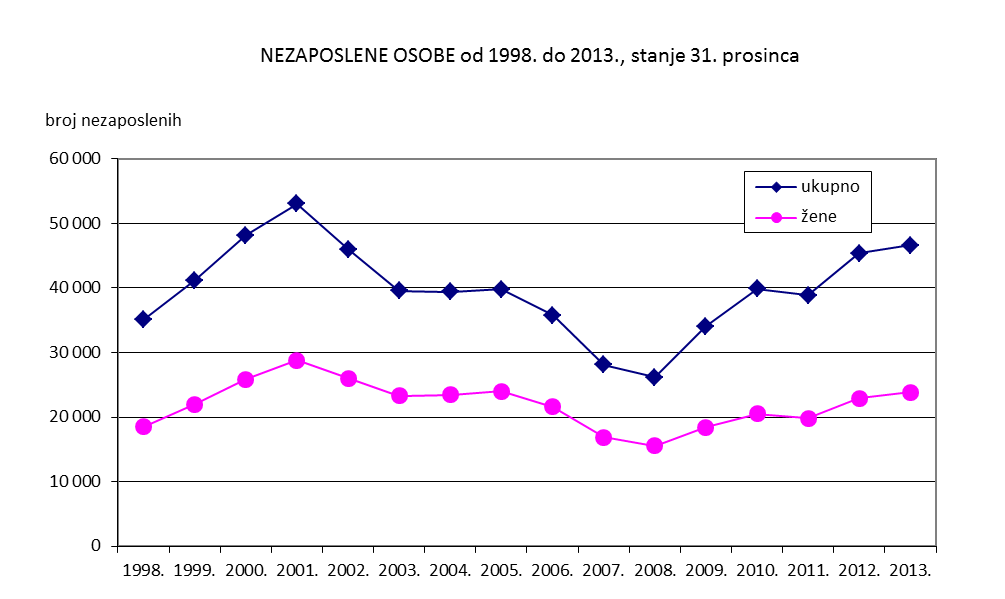 NEZAPOSLENE OSOBE od 1998. do 2013., stanje 31. prosinca
broj nezaposlenih
60 000
50 000
40 000
30 000
20 000
10 000
0
ukupno
žene
1998. 1999. 2000. 2001. 2002. 2003. 2004. 2005. 2006. 2007. 2008. 2009. 2010. 2011. 2012. 2013.